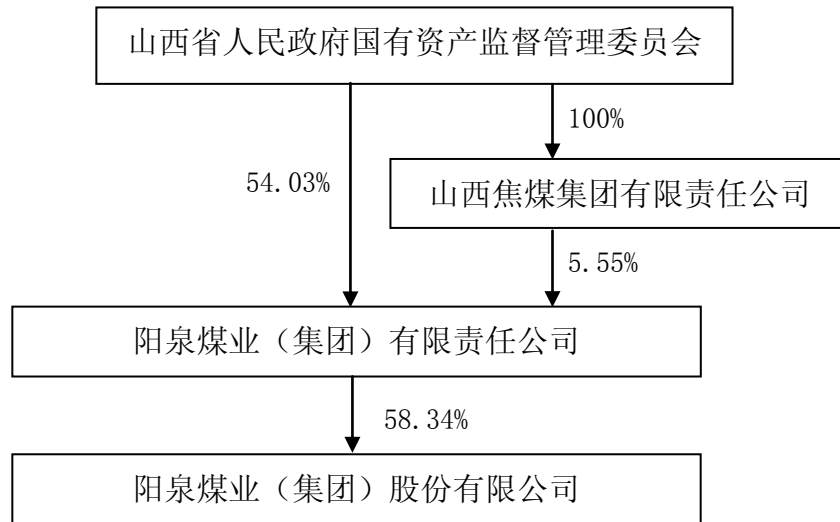 山西省人民政府国有资产监督管理委员会
100%
54.03%
山西焦煤集团有限责任公司
5.55%
阳泉煤业（集团）有限责任公司
58.34%
阳泉煤业（集团）股份有限公司